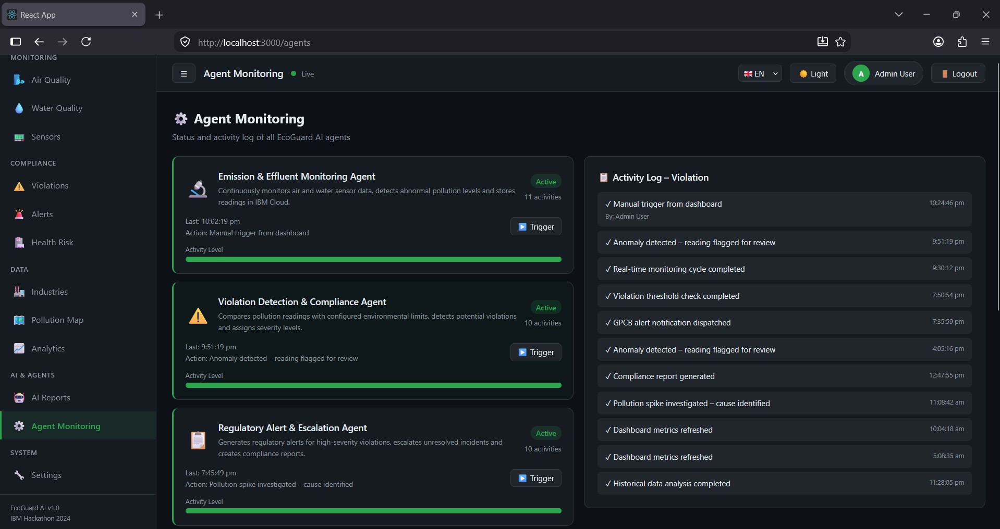 React App
http://localhost:3000/agents
MONITORING
Air Quality
Water Quality
Sensors
COMPLIANCE
Violations
Alerts
Health Risk
DATA
Industries
Pollution Map
Analytics
AI & AGENTS
AI Reports
Agent Monitoring
SYSTEM
Settings
EcoGuard AI v1.0
IBM Hackathon 2024
Agent Monitoring
Live
EN
Light
A
Admin User
Logout
Agent Monitoring
Status and activity log of all EcoGuard AI agents
Emission & Effluent Monitoring Agent
Continuously monitors air and water sensor data, detects abnormal pollution levels and stores
readings in IBM Cloud.
Active
11 activities
Last: 10:02:19 pm
Action: Manual trigger from dashboard
Trigger
Activity Level
Violation Detection & Compliance Agent
Compares pollution readings with configured environmental limits, detects potential violations
and assigns severity levels.
Active
10 activities
Last: 9:51:19 pm
Action: Anomaly detected – reading flagged for review
Trigger
Activity Level
Regulatory Alert & Escalation Agent
Generates regulatory alerts for high-severity violations, escalates unresolved incidents and
creates compliance reports.
Active
10 activities
Last: 7:45:49 pm
Action: Pollution spike investigated – cause identified
Trigger
Activity Level
Activity Log – Violation
✓ Manual trigger from dashboard 10:24:46 pm
By: Admin User
✓ Anomaly detected – reading flagged for review 9:51:19 pm
✓ Real-time monitoring cycle completed 9:30:12 pm
✓ Violation threshold check completed 7:50:54 pm
✓ GPCB alert notification dispatched 7:35:59 pm
✓ Anomaly detected – reading flagged for review 4:05:16 pm
✓ Compliance report generated 12:47:55 pm
✓ Pollution spike investigated – cause identified 11:08:42 am
✓ Dashboard metrics refreshed 10:04:18 am
✓ Dashboard metrics refreshed 5:08:35 am
✓ Historical data analysis completed 11:28:05 pm